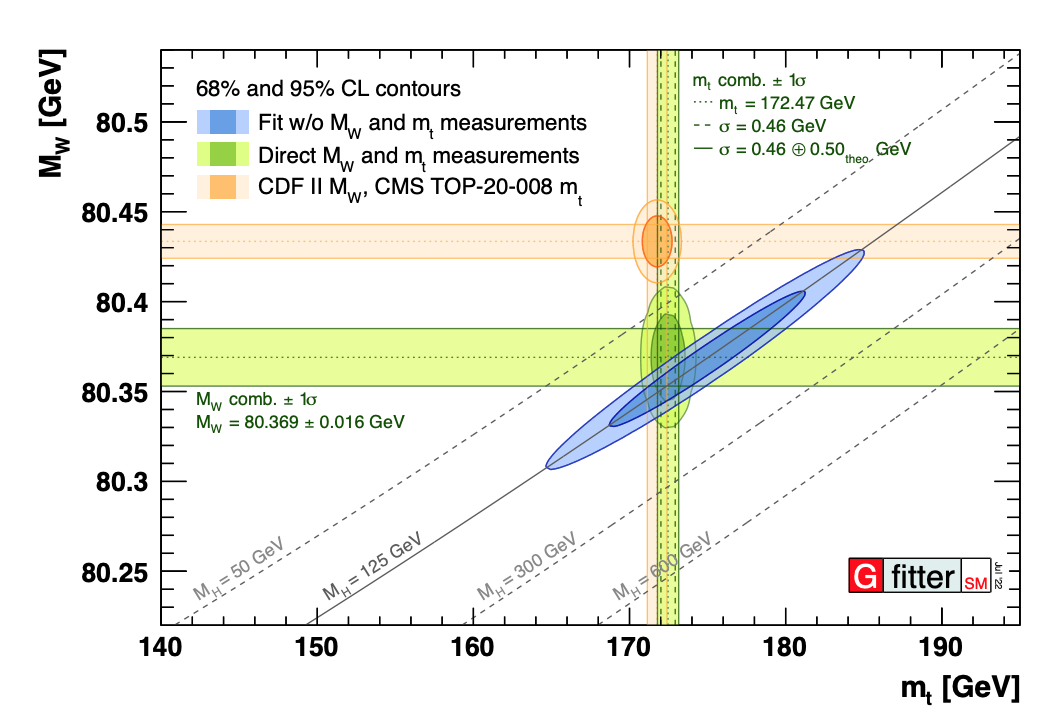 M_W [GeV]
80.5
80.45
80.4
80.35
80.3
80.25
68% and 95% CL contours
Fit w/o M_W and m_t measurements
Direct M_W and m_t measurements
CDF II M_W, CMS TOP-20-008 m_t
m_t comb. ± 1σ
m_t = 172.47 GeV
σ = 0.46 GeV
σ = 0.46 ⊕ 0.50_theo. GeV
M_W comb. ± 1σ
M_W = 80.369 ± 0.016 GeV
M_H = 50 GeV
M_H = 125 GeV
M_H = 300 GeV
M_H = 600 GeV
G fitter SM
Jul '22
140 150 160 170 180 190
m_t [GeV]